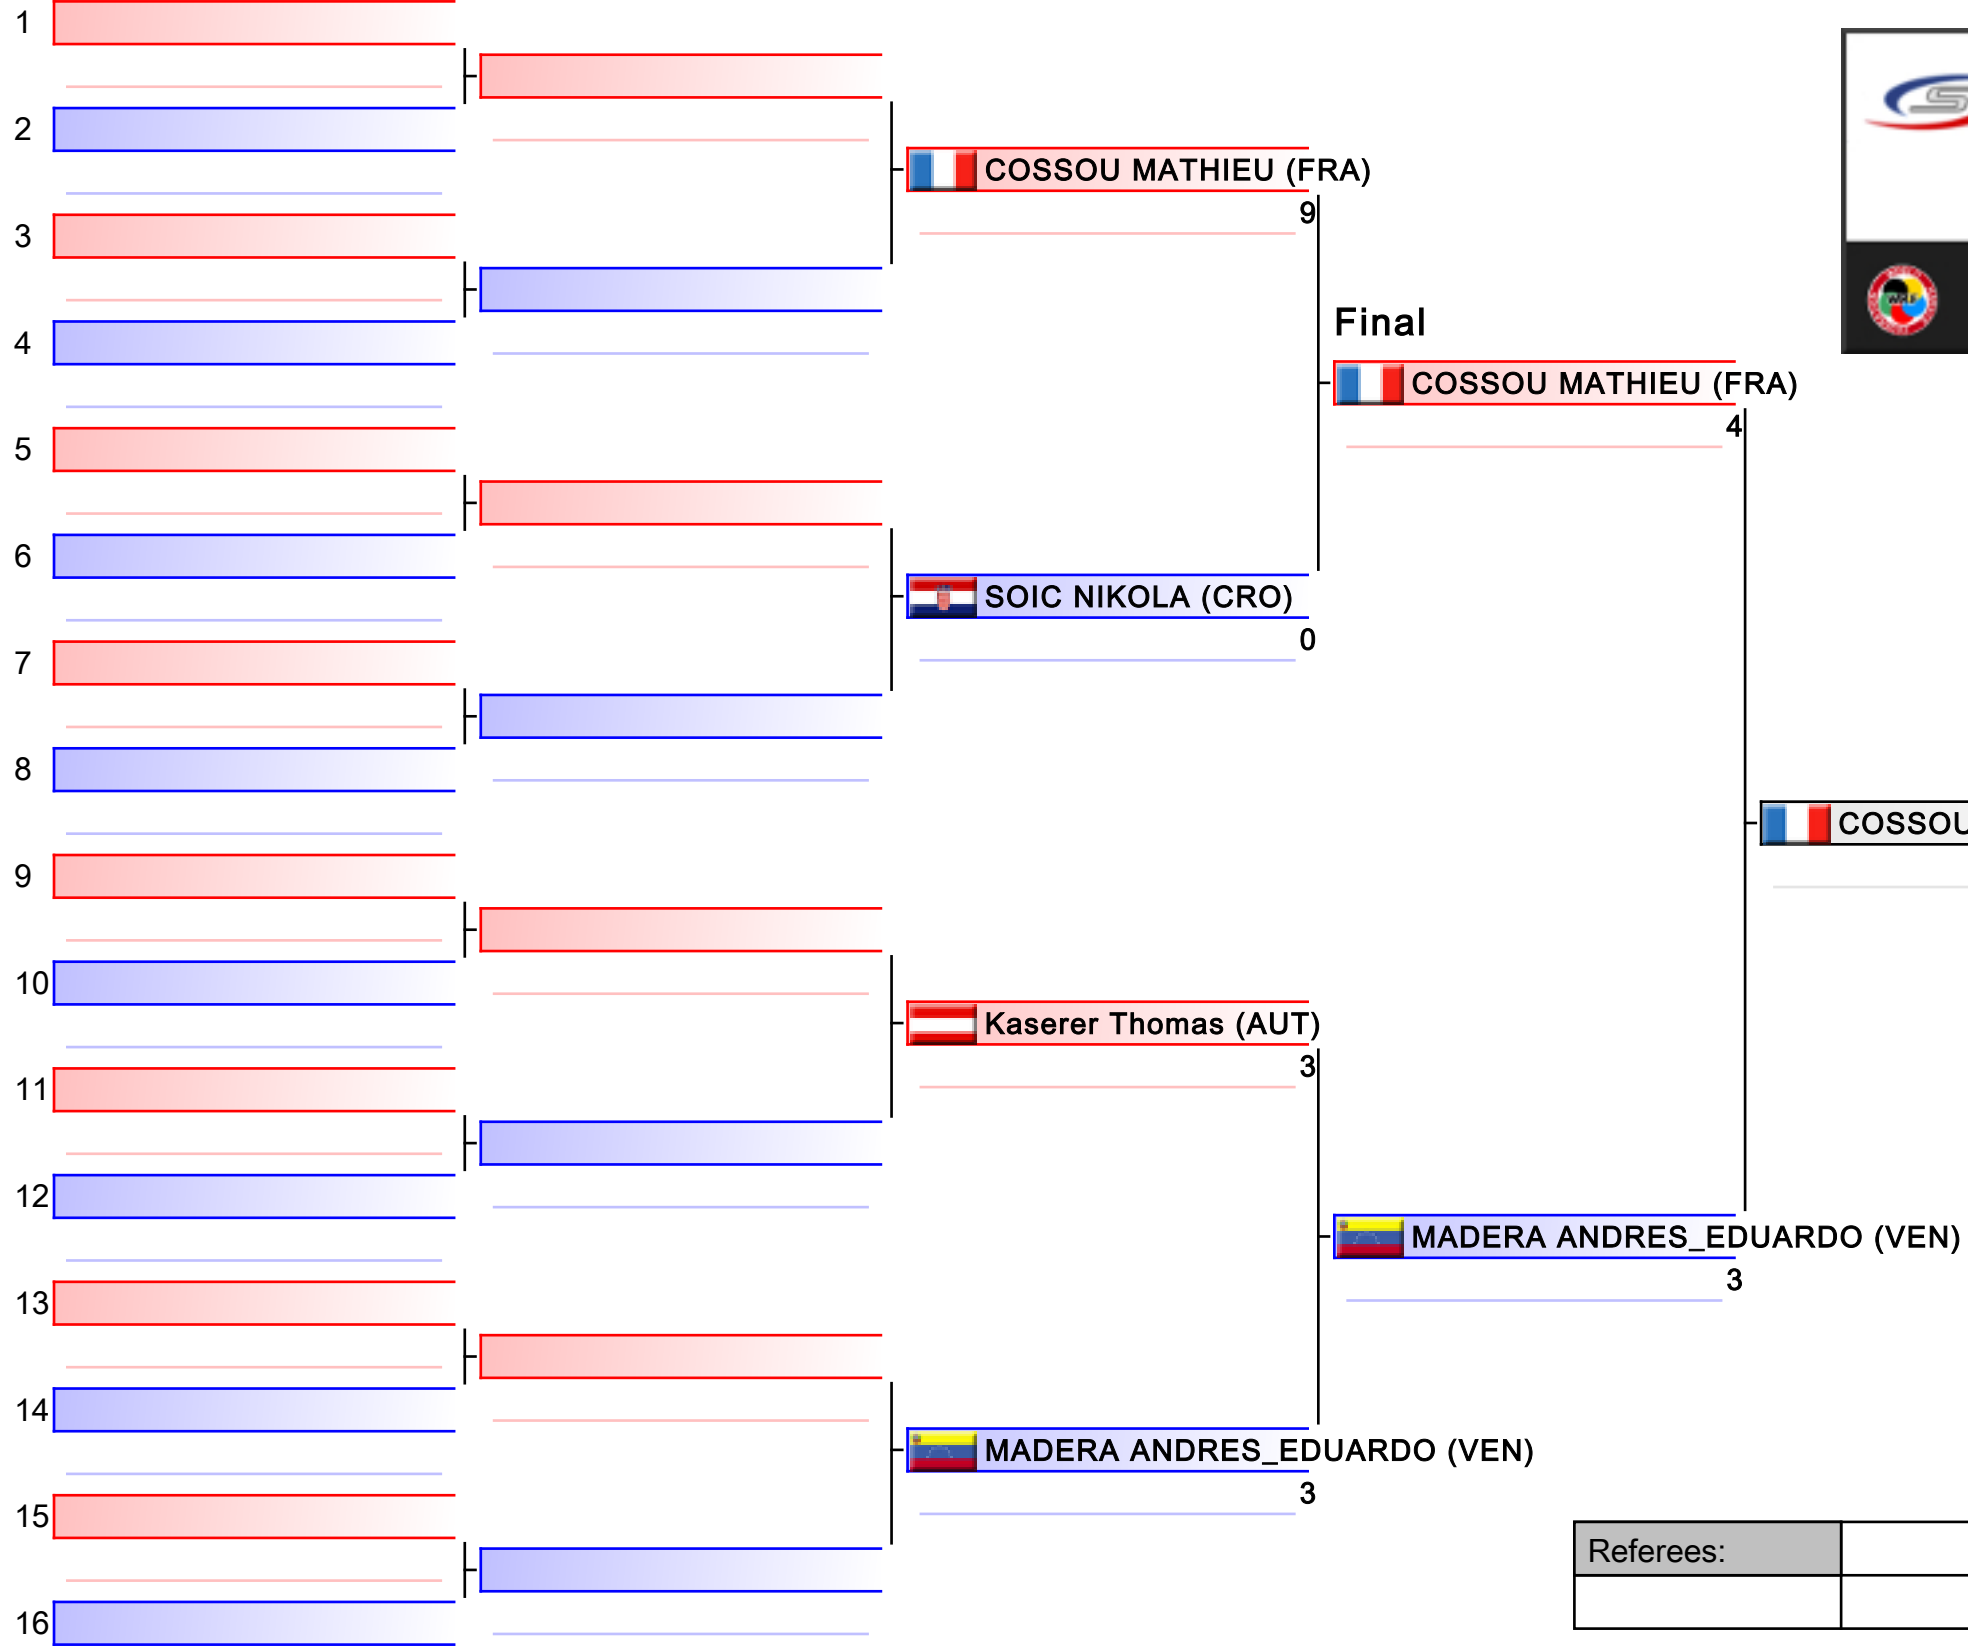 1
2
COSSOU MATHIEU (FRA)
9
3
Final
4
COSSOU MATHIEU (FRA)
4
5
6
SOIC NIKOLA (CRO)
0
7
8
COSSOU
9
10
Kaserer Thomas (AUT)
3
11
12
MADERA ANDRES_EDUARDO (VEN)
3
13
14
MADERA ANDRES_EDUARDO (VEN)
3
15
Referees:
16